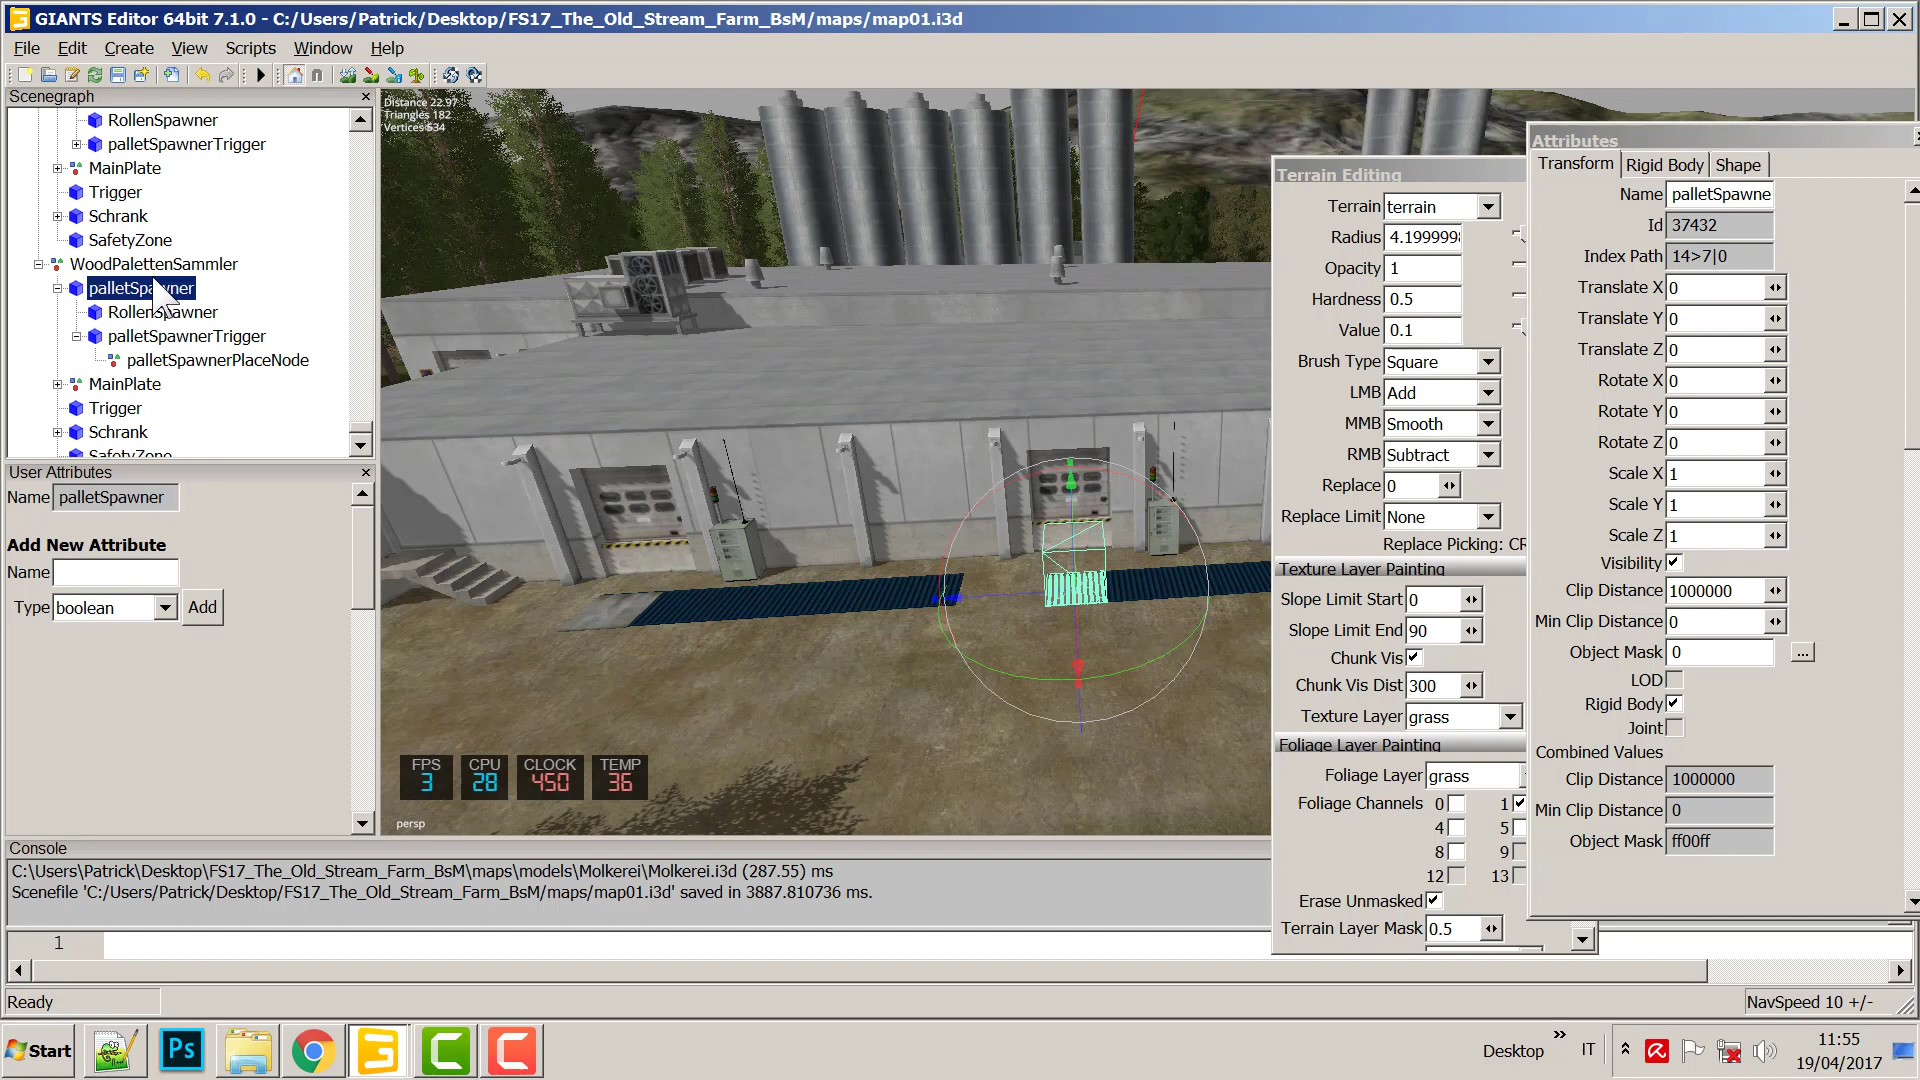 GIANTS Editor 64bit 7.1.0 - C:/Users/Patrick/Desktop/FS17_The_Old_Stream_Farm_BsM/maps/map01.i3d
File Edit Create View Scripts Window Help
Scenegraph
RollenSpawner
palletSpawnerTrigger
MainPlate
Trigger
Schrank
SafetyZone
WoodPalettenSammler
palletSpawner
RollenSpawner
palletSpawnerTrigger
palletSpawnerPlaceNode
MainPlate
Trigger
Schrank
SafetyZone
User Attributes
Name palletSpawner
Add New Attribute
Name
Type boolean Add
Distance 22.97
Triangles 182
Vertices 534
FPS CPU CLOCK TEMP
3 28 450 36
persp
Terrain Editing
Terrain terrain
Radius 4.1999998
Opacity 1
Hardness 0.5
Value 0.1
Brush Type Square
LMB Add
MMB Smooth
RMB Subtract
Replace 0
Replace Limit None
Replace Picking: CR
Texture Layer Painting
Slope Limit Start 0
Slope Limit End 90
Chunk Vis
Chunk Vis Dist 300
Texture Layer grass
Foliage Layer Painting
Foliage Layer grass
Foliage Channels 0 1
4 5
8 9
12 13
Erase Unmasked
Terrain Layer Mask 0.5
Attributes
Transform Rigid Body Shape
Name palletSpawne
Id 37432
Index Path 14>7|0
Translate X 0
Translate Y 0
Translate Z 0
Rotate X 0
Rotate Y 0
Rotate Z 0
Scale X 1
Scale Y 1
Scale Z 1
Visibility
Clip Distance 1000000
Min Clip Distance 0
Object Mask 0 ...
LOD
Rigid Body
Joint
Combined Values
Clip Distance 1000000
Min Clip Distance 0
Object Mask ff00ff
Console
C:\Users\Patrick\Desktop\FS17_The_Old_Stream_Farm_BsM\maps\models\Molkerei\Molkerei.i3d (287.55) ms
Scenefile 'C:/Users/Patrick/Desktop/FS17_The_Old_Stream_Farm_BsM/maps/map01.i3d' saved in 3887.810736 ms.
1
Ready
NavSpeed 10 +/-
Start Ps Desktop » IT 11:55
19/04/2017